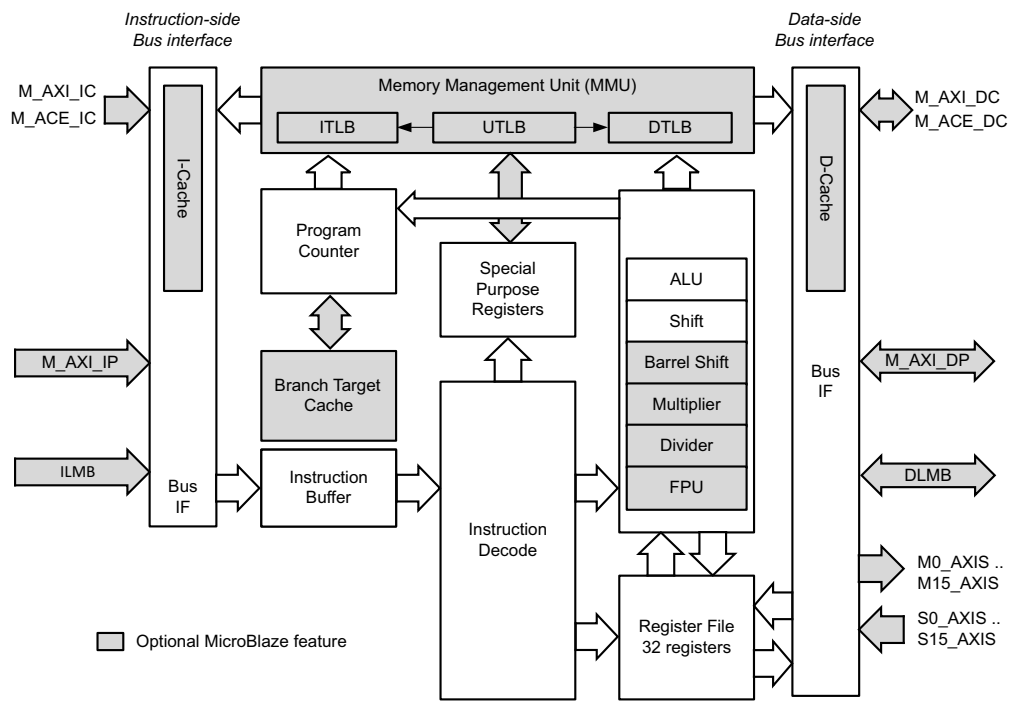 Instruction-side
Bus interface
Data-side
Bus interface
M_AXI_IC
M_ACE_IC
I-Cache
Memory Management Unit (MMU)
ITLB
UTLB
DTLB
D-Cache
M_AXI_DC
M_ACE_DC
Program
Counter
Special
Purpose
Registers
ALU
Shift
Barrel Shift
Multiplier
Divider
FPU
M_AXI_IP
Branch Target
Cache
Bus
IF
M_AXI_DP
ILMB
Bus
IF
Instruction
Buffer
Instruction
Decode
DLMB
M0_AXIS ..
M15_AXIS
Register File
32 registers
S0_AXIS ..
S15_AXIS
Optional MicroBlaze feature